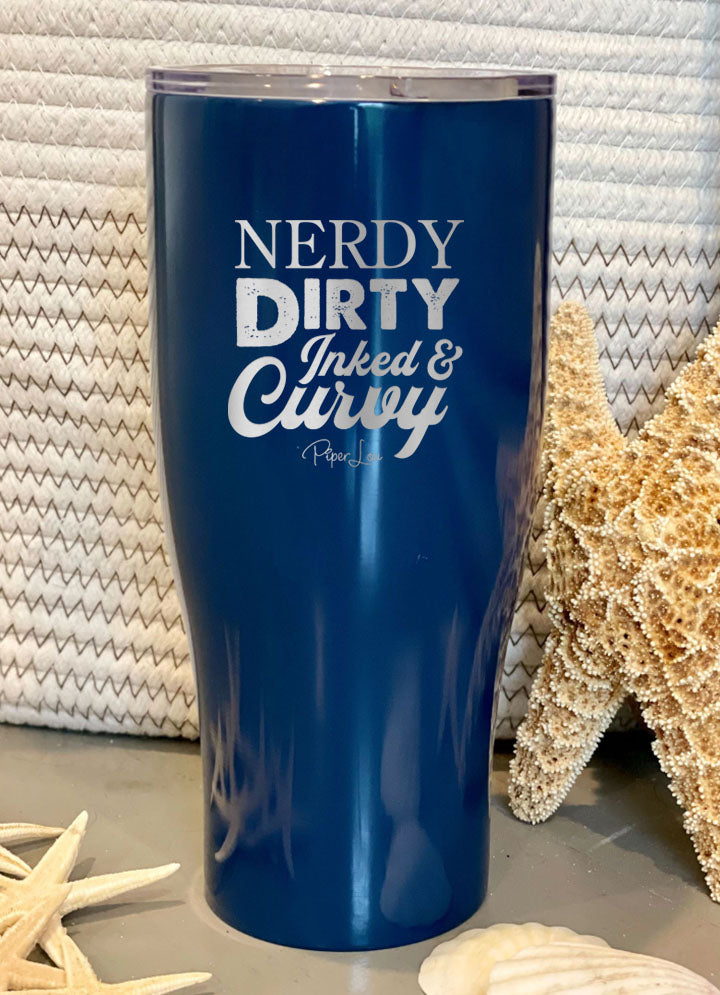 NERDY
DIRTY
Inked &
Curvy
Piper Lou